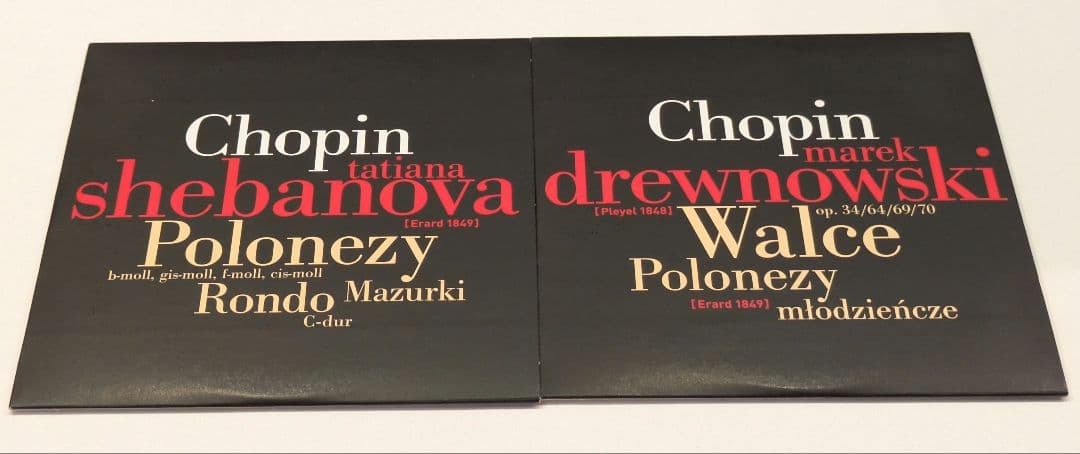 Chopin
tatiana
shebanova
[Erard 1849]
Polonezy
b-moll, gis-moll, f-moll, cis-moll
Rondo Mazurki
C-dur
Chopin
marek
drewnowski
[Pleyel 1848] Walce op. 34/64/69/70
Polonezy
[Erard 1849] młodzieńcze